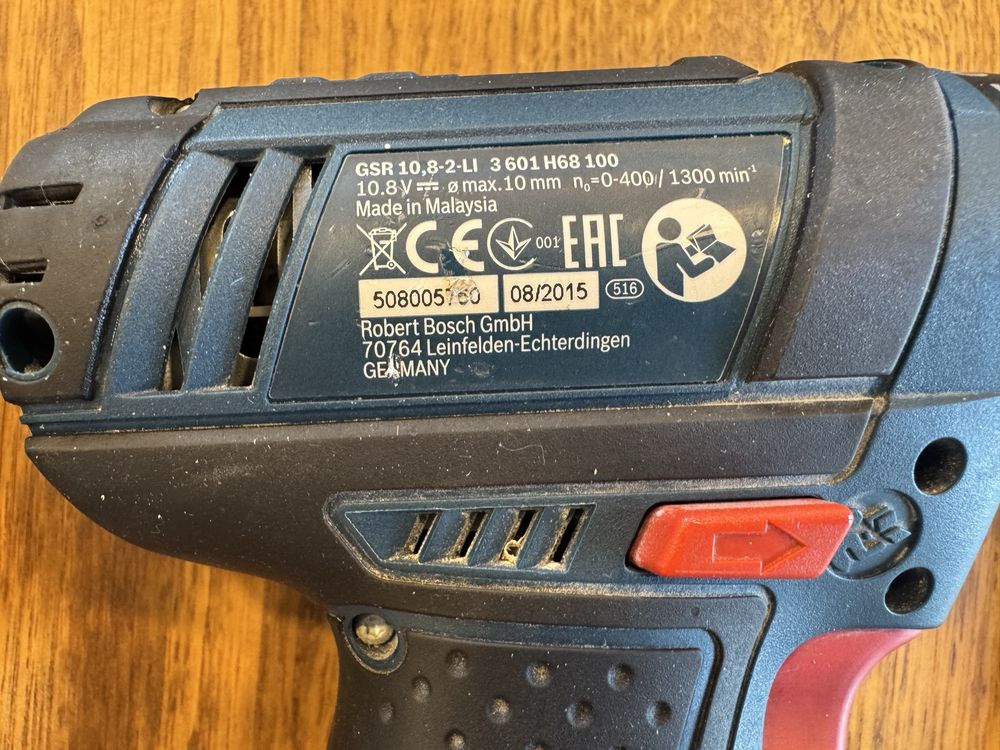 GSR 10,8-2-LI 3 601 H68 100
10.8 V ⎓ ø max. 10 mm n₀=0-400 / 1300 min⁻¹
Made in Malaysia
CE 001 EAC
508005760 08/2015 516
Robert Bosch GmbH
70764 Leinfelden-Echterdingen
GERMANY